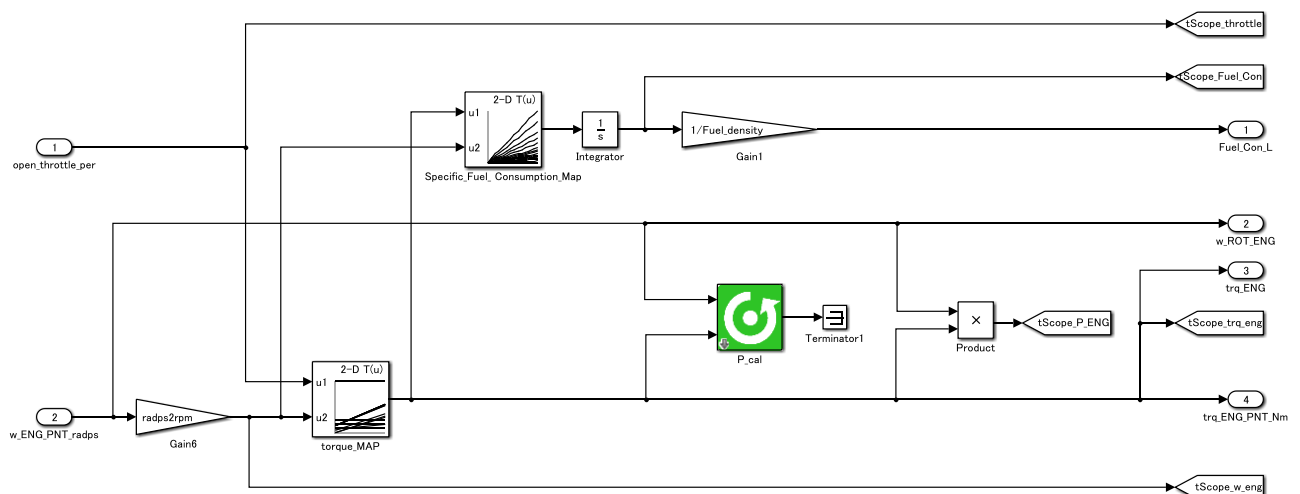 tScope_throttle
tScope_Fuel_Con
2-D T(u)
u1
u2
Specific_Fuel_ Consumption_Map
1
s
Integrator
1/Fuel_density
Gain1
1
Fuel_Con_L
1
open_throttle_per
2
w_ROT_ENG
3
trq_ENG
P_cal
Terminator1
×
Product
tScope_P_ENG
tScope_trq_eng
2-D T(u)
u1
u2
torque_MAP
2
w_ENG_PNT_radps
radps2rpm
Gain6
4
trq_ENG_PNT_Nm
tScope_w_eng